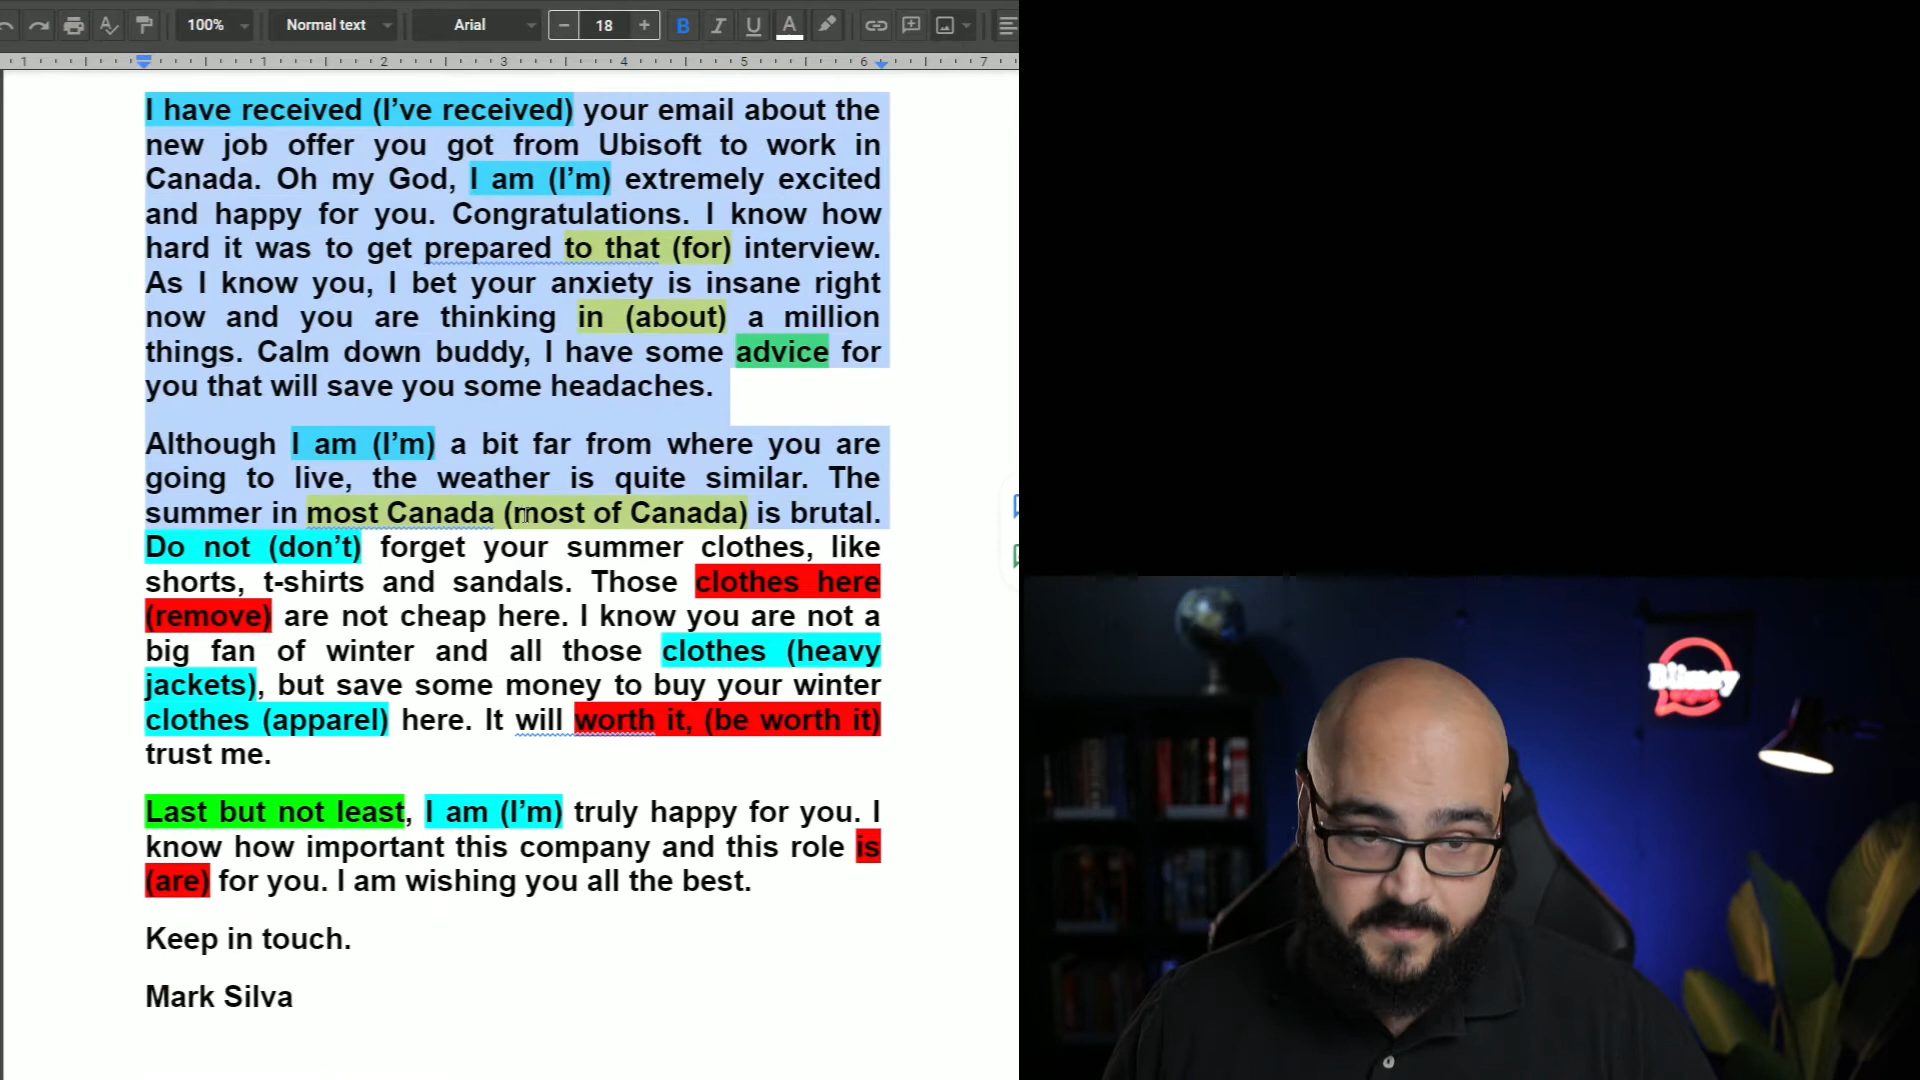 100%
Normal text
Arial
18
B
I
U
A
1
1
2
3
4
5
6
7
I have received (I’ve received) your email about the
new job offer you got from Ubisoft to work in
Canada. Oh my God, I am (I’m) extremely excited
and happy for you. Congratulations. I know how
hard it was to get prepared to that (for) interview.
As I know you, I bet your anxiety is insane right
now and you are thinking in (about) a million
things. Calm down buddy, I have some advice for
you that will save you some headaches.
Although I am (I’m) a bit far from where you are
going to live, the weather is quite similar. The
summer in most Canada (most of Canada) is brutal.
Do not (don’t) forget your summer clothes, like
shorts, t-shirts and sandals. Those clothes here
(remove) are not cheap here. I know you are not a
big fan of winter and all those clothes (heavy
jackets), but save some money to buy your winter
clothes (apparel) here. It will worth it, (be worth it)
trust me.
Last but not least, I am (I’m) truly happy for you. I
know how important this company and this role is
(are) for you. I am wishing you all the best.
Keep in touch.
Mark Silva
Blimey